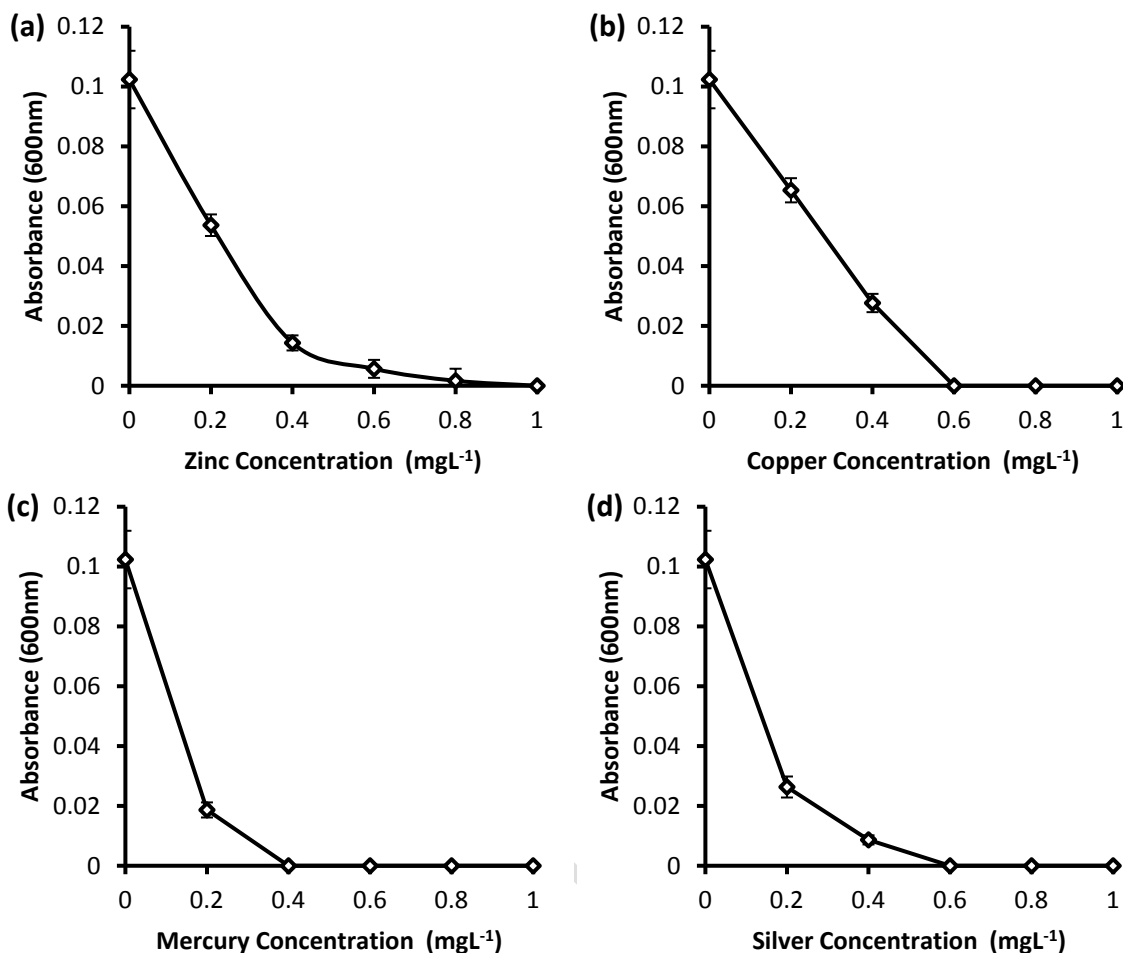 (a)
0.12
0.1
0.08
0.06
0.04
0.02
0
Absorbance (600nm)
0 0.2 0.4 0.6 0.8 1
Zinc Concentration (mgL⁻¹)
(b)
0.12
0.1
0.08
0.06
0.04
0.02
0
Absorbance (600nm)
0 0.2 0.4 0.6 0.8 1
Copper Concentration (mgL⁻¹)
(c)
0.12
0.1
0.08
0.06
0.04
0.02
0
Absorbance (600nm)
0 0.2 0.4 0.6 0.8 1
Mercury Concentration (mgL⁻¹)
(d)
0.12
0.1
0.08
0.06
0.04
0.02
0
Absorbance (600nm)
0 0.2 0.4 0.6 0.8 1
Silver Concentration (mgL⁻¹)